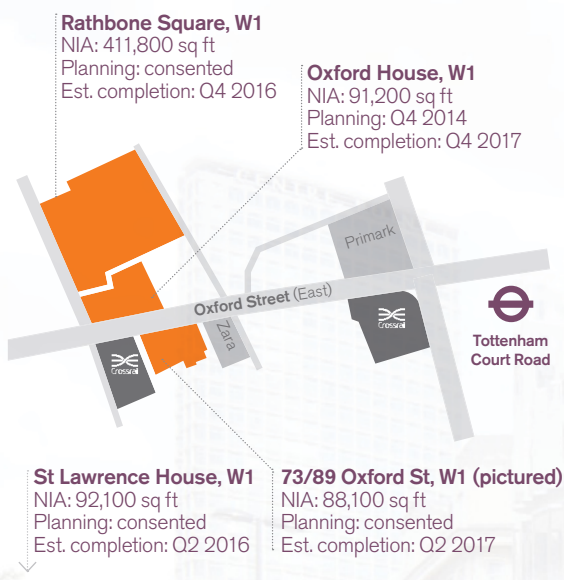 Rathbone Square, W1
NIA: 411,800 sq ft
Planning: consented
Est. completion: Q4 2016
Oxford House, W1
NIA: 91,200 sq ft
Planning: Q4 2014
Est. completion: Q4 2017
Primark
Oxford Street (East)
Zara
Crossrail
Crossrail
Tottenham
Court Road
St Lawrence House, W1
NIA: 92,100 sq ft
Planning: consented
Est. completion: Q2 2016
73/89 Oxford St, W1 (pictured)
NIA: 88,100 sq ft
Planning: consented
Est. completion: Q2 2017